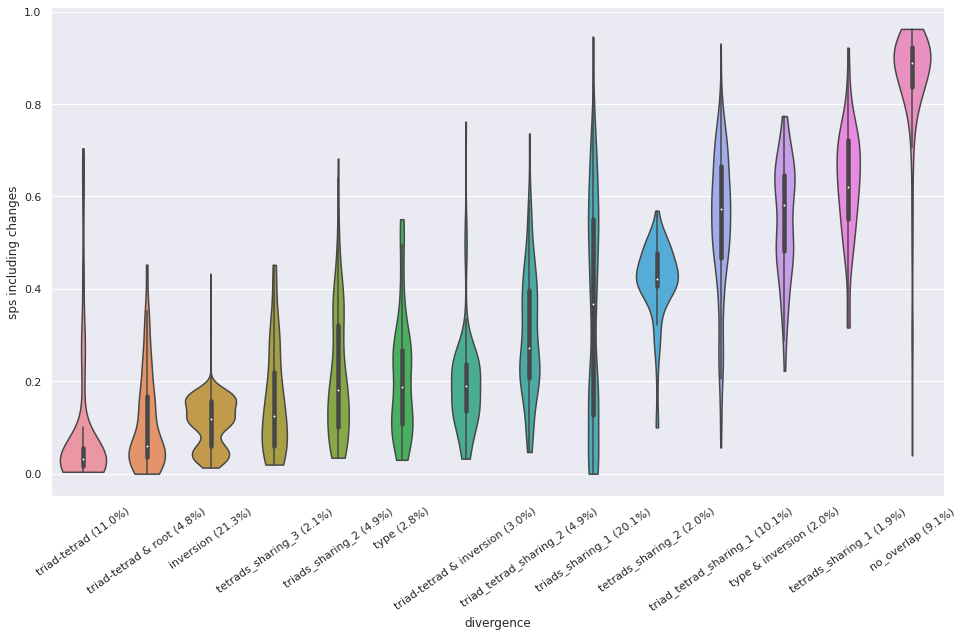 1.0
0.8
0.6
0.4
0.2
0.0
sps including changes
triad-tetrad (11.0%)
triad-tetrad & root (4.8%)
inversion (21.3%)
tetrads_sharing_3 (2.1%)
triads_sharing_2 (4.9%)
type (2.8%)
triad-tetrad & inversion (3.0%)
triad_tetrad_sharing_2 (4.9%)
triads_sharing_1 (20.1%)
tetrads_sharing_2 (2.0%)
triad_tetrad_sharing_1 (10.1%)
type & inversion (2.0%)
tetrads_sharing_1 (1.9%)
no_overlap (9.1%)
divergence